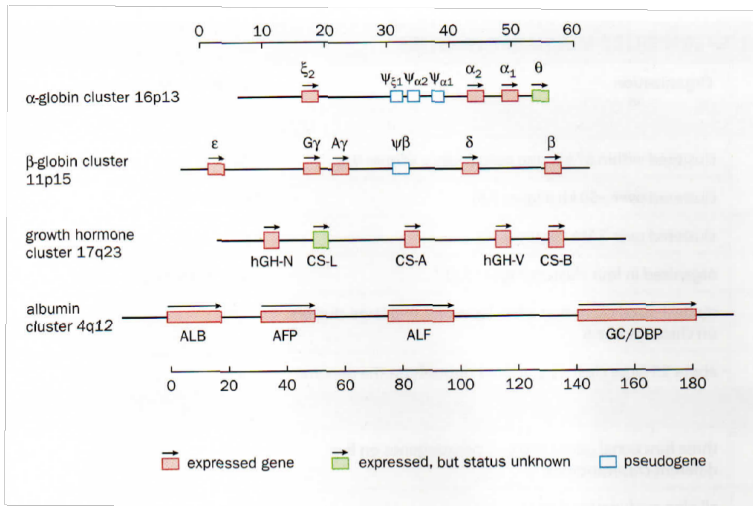 0 10 20 30 40 50 60
ξ2 Ψξ1 Ψα2 Ψα1 α2 α1 θ
α-globin cluster 16p13
ε Gγ Aγ ψβ δ β
β-globin cluster
11p15
growth hormone
cluster 17q23
hGH-N CS-L CS-A hGH-V CS-B
albumin
cluster 4q12
ALB AFP ALF GC/DBP
0 20 40 60 80 100 120 140 160 180
expressed gene expressed, but status unknown pseudogene